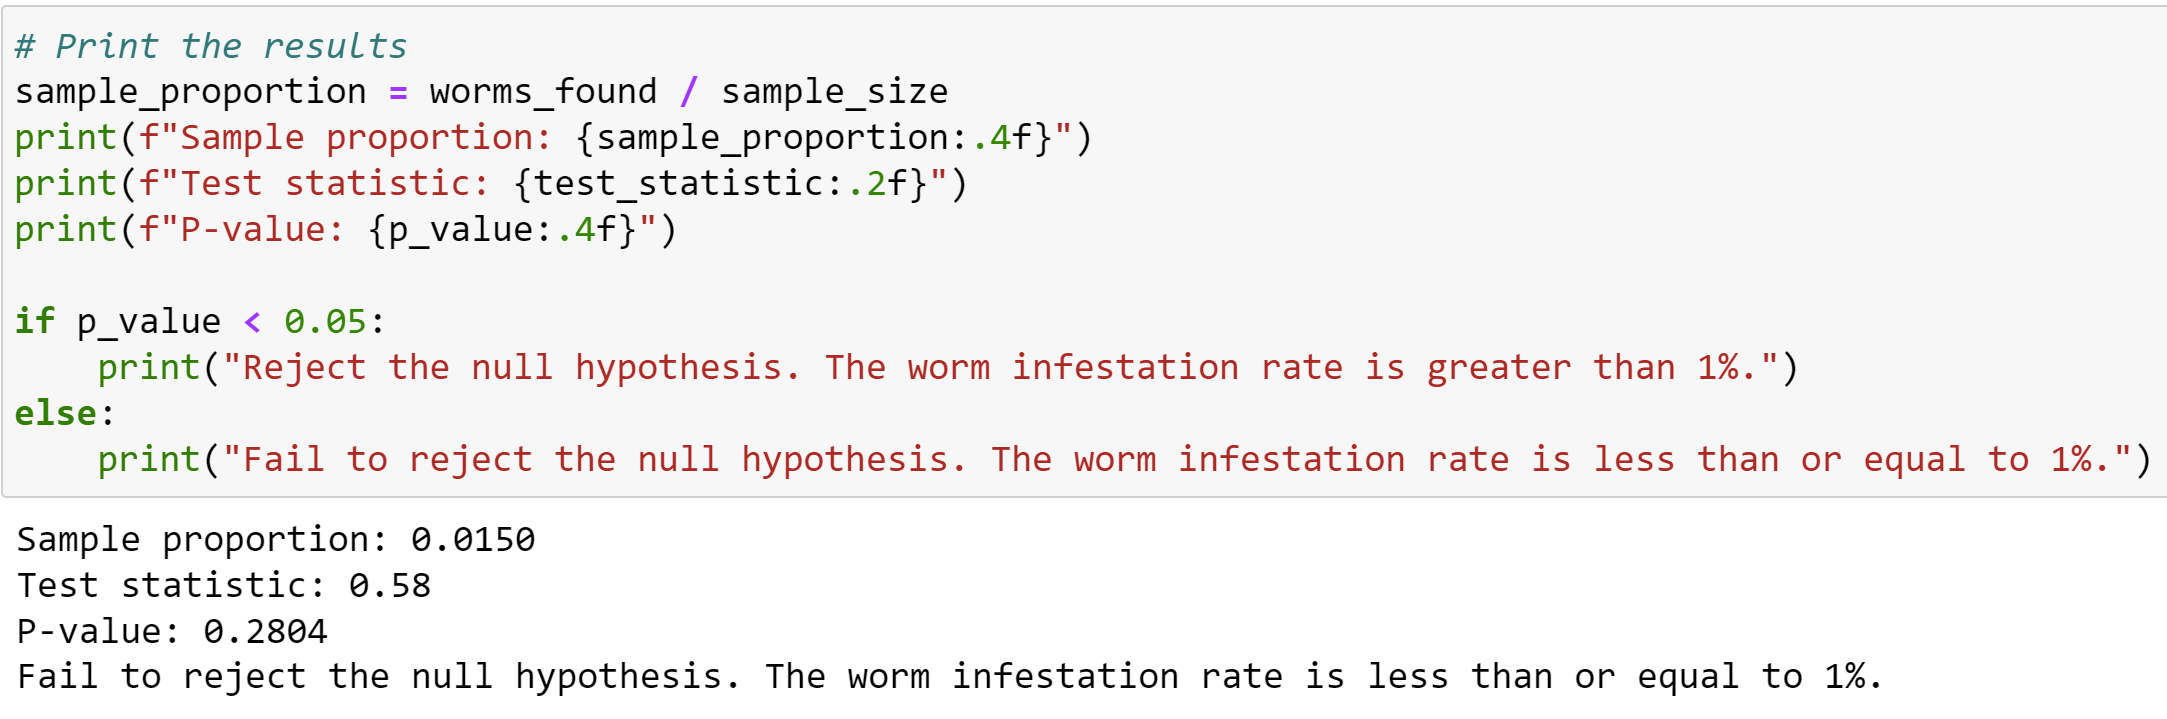 # Print the results
sample_proportion = worms_found / sample_size
print(f"Sample proportion: {sample_proportion:.4f}")
print(f"Test statistic: {test_statistic:.2f}")
print(f"P-value: {p_value:.4f}")

if p_value < 0.05:
    print("Reject the null hypothesis. The worm infestation rate is greater than 1%.")
else:
    print("Fail to reject the null hypothesis. The worm infestation rate is less than or equal to 1%.")
Sample proportion: 0.0150
Test statistic: 0.58
P-value: 0.2804
Fail to reject the null hypothesis. The worm infestation rate is less than or equal to 1%.